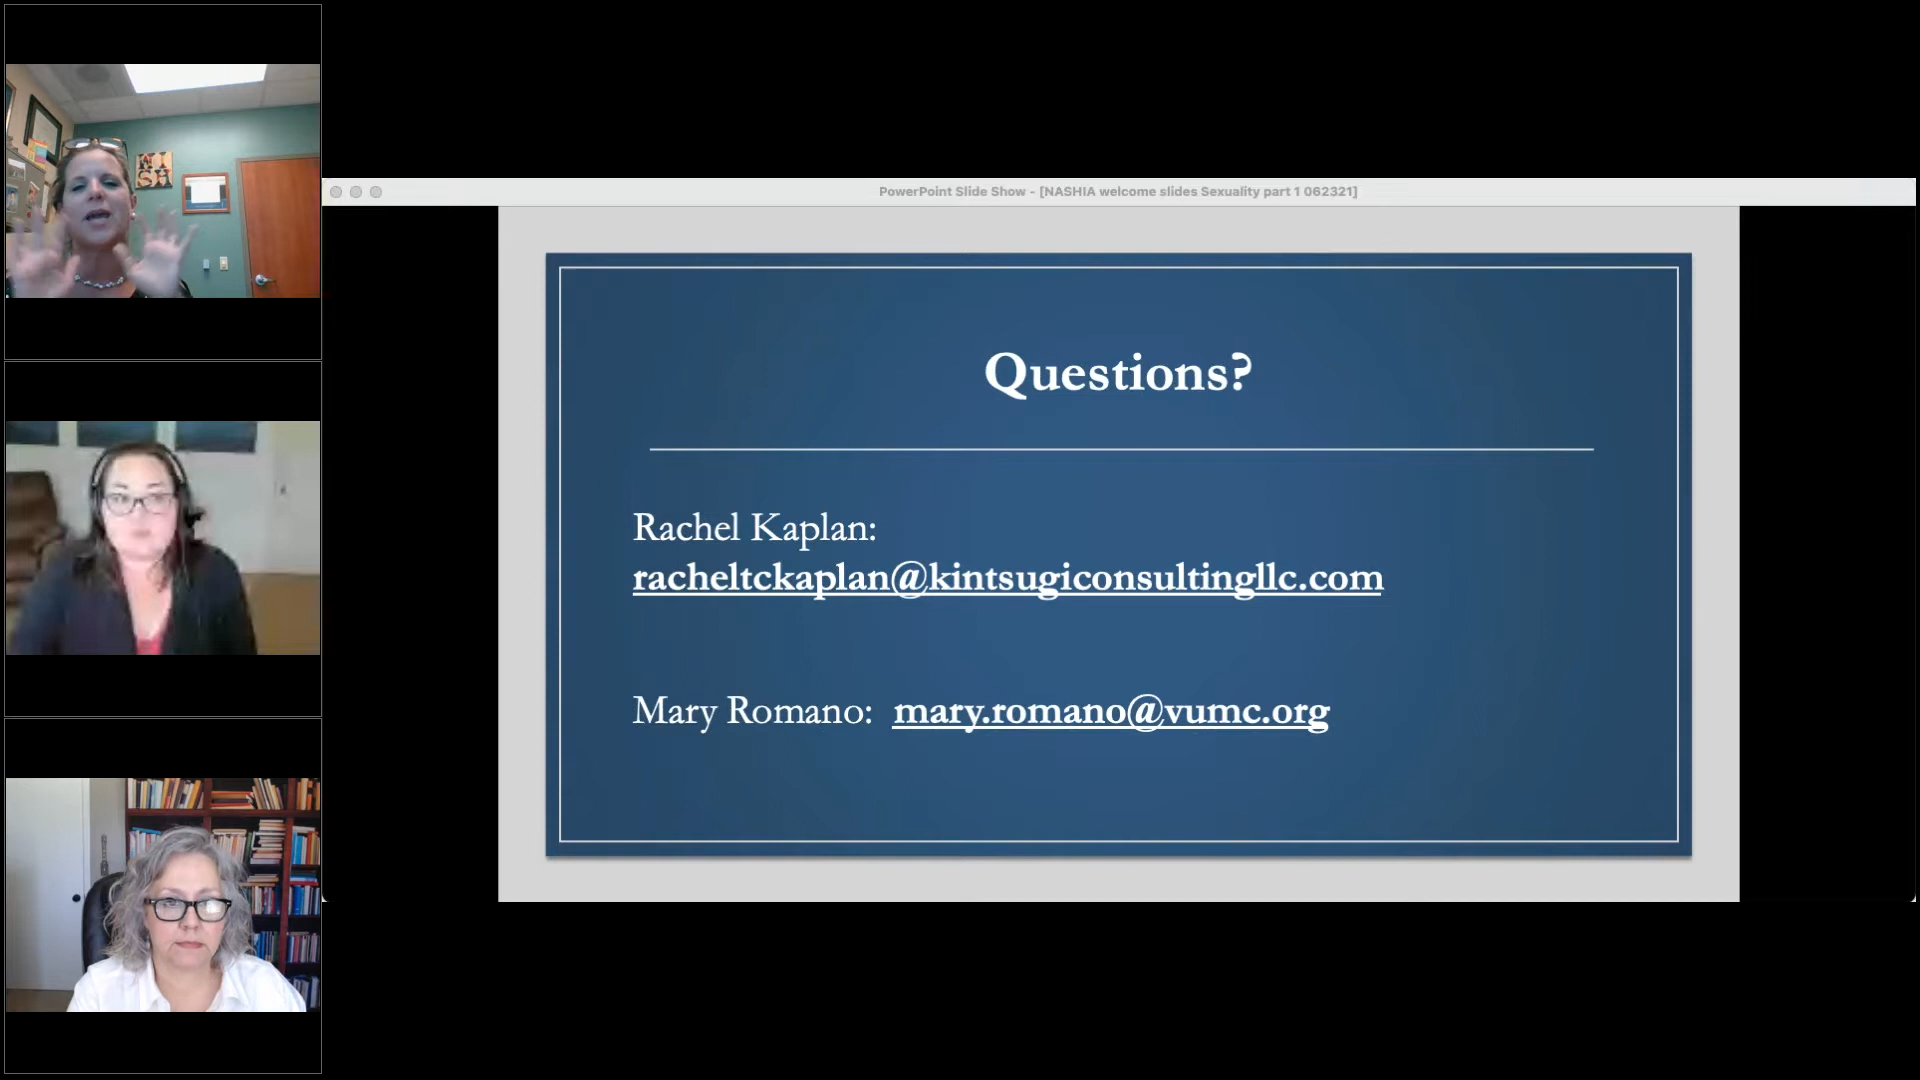 PowerPoint Slide Show - [NASHIA welcome slides Sexuality part 1 062321]
Questions?
Rachel Kaplan:
racheltckaplan@kintsugiconsultingllc.com
Mary Romano: mary.romano@vumc.org